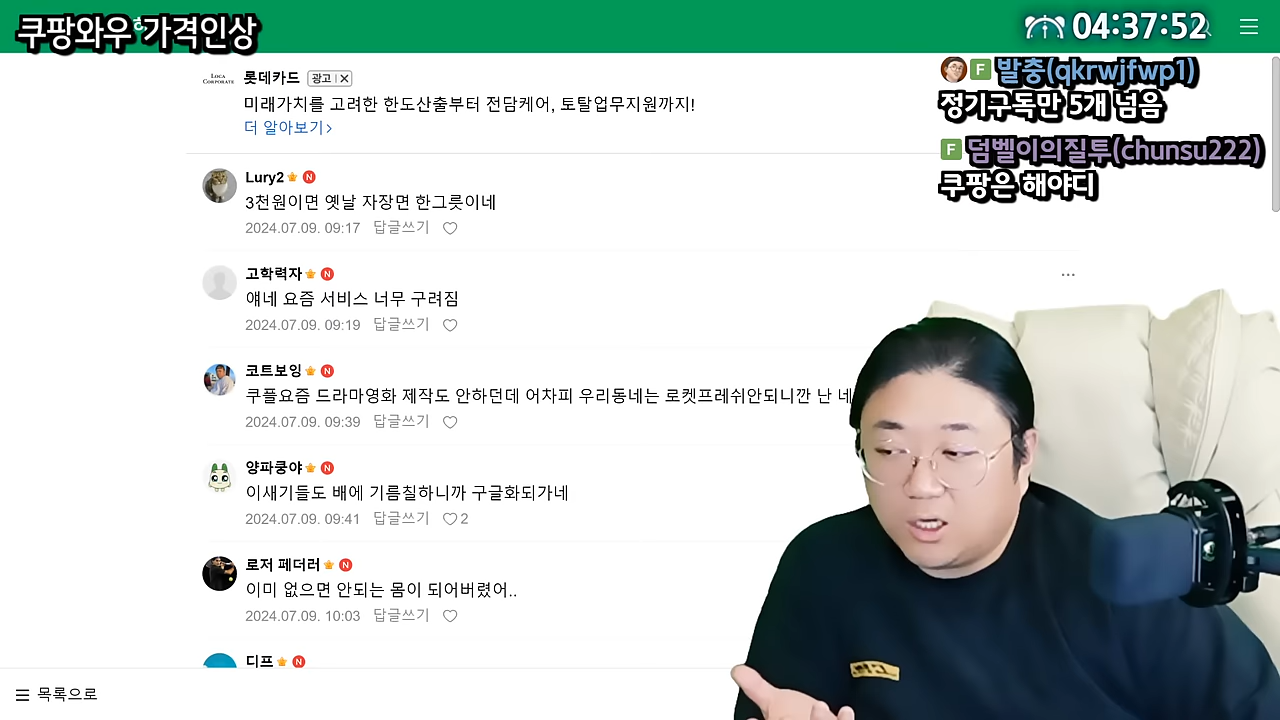 쿠팡와우 가격인상
04:37:52
LOCA CORPORATE
롯데카드 광고
미래가치를 고려한 한도산출부터 전담케어, 토탈업무지원까지!
더 알아보기
F 발충(qkrwjfwp1)
정기구독만 5개 넘음
F 덤벨이의질투(chunsu222)
쿠팡은 해야디
Lury2 N
3천원이면 옛날 자장면 한그릇이네
2024.07.09. 09:17 답글쓰기
고학력자 N
얘네 요즘 서비스 너무 구려짐
2024.07.09. 09:19 답글쓰기
코트보잉 N
쿠플요즘 드라마영화 제작도 안하던데 어차피 우리동네는 로켓프레쉬안되니깐 난 네
2024.07.09. 09:39 답글쓰기
양파쿵야 N
이새기들도 배에 기름칠하니까 구글화되가네
2024.07.09. 09:41 답글쓰기 2
로저 페더러 N
이미 없으면 안되는 몸이 되어버렸어..
2024.07.09. 10:03 답글쓰기
디프 N
목록으로